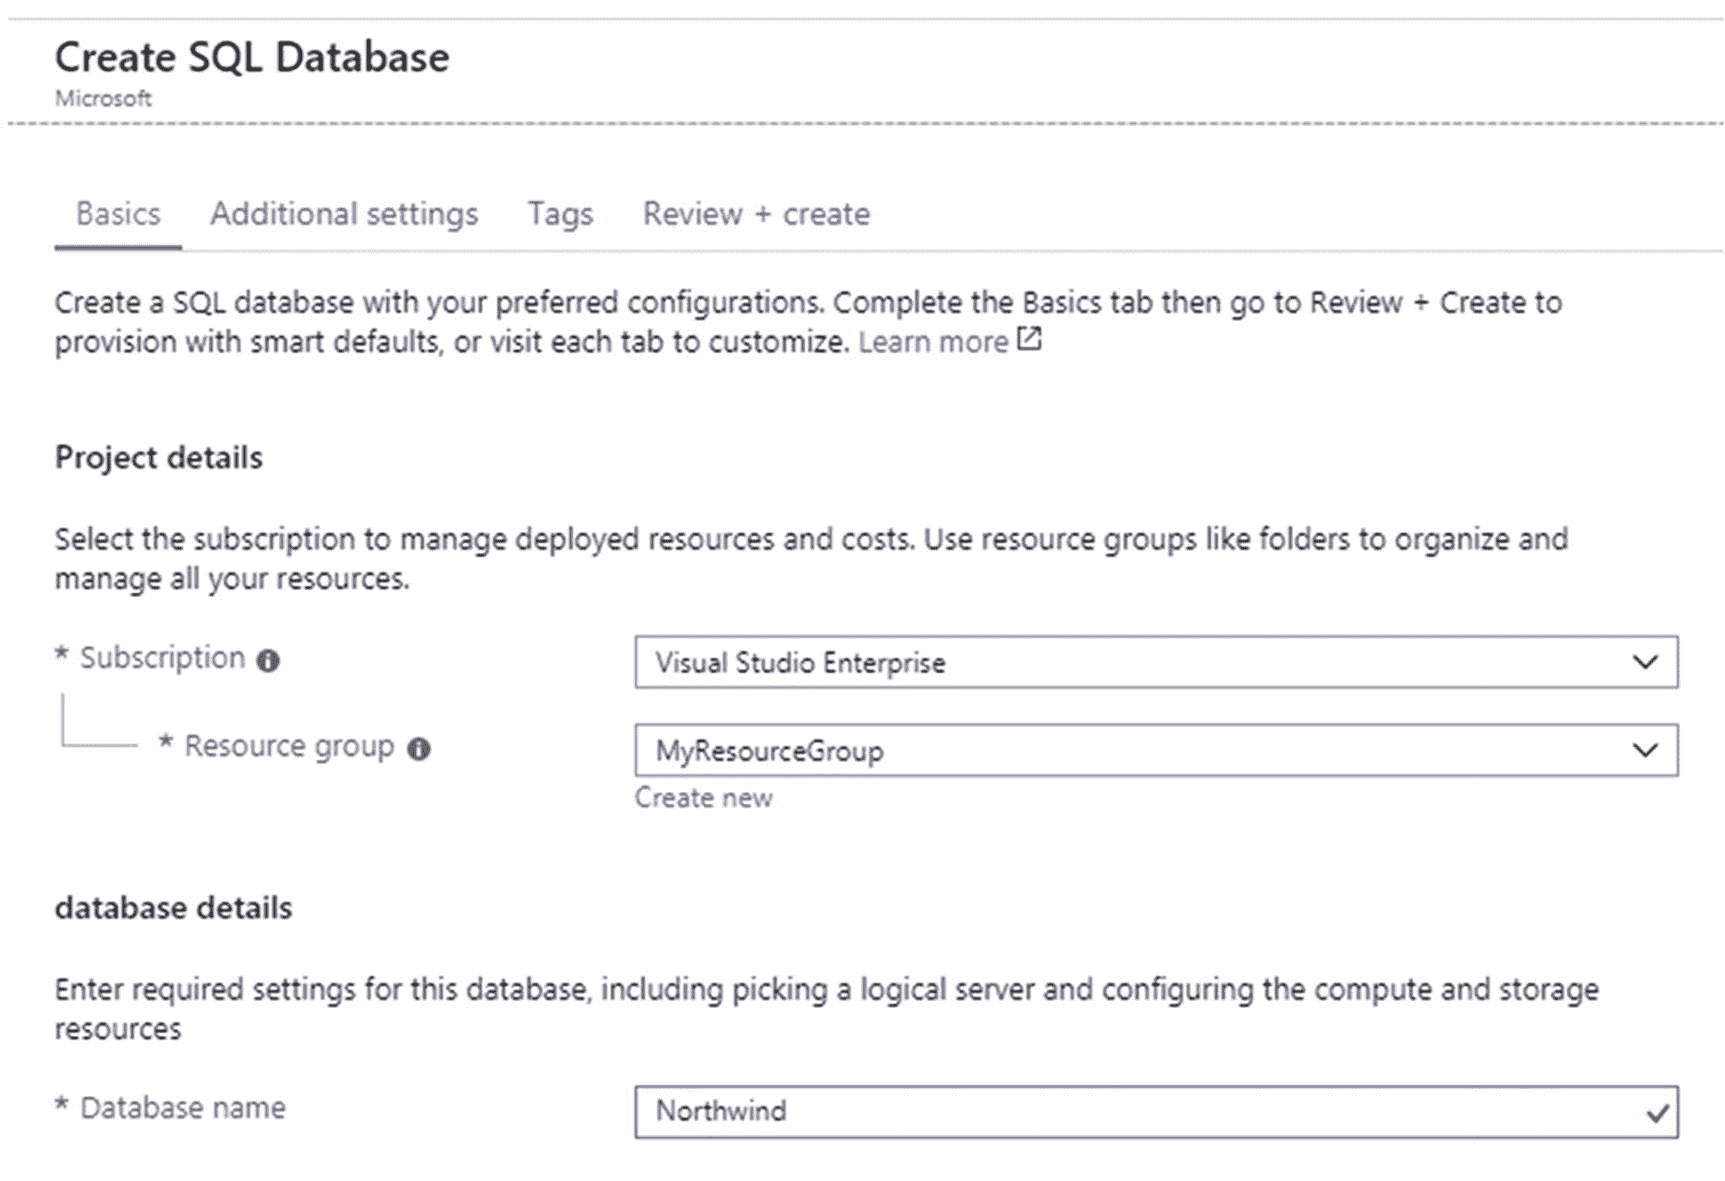 Create SQL Database
Microsoft
Basics Additional settings Tags Review + create
Create a SQL database with your preferred configurations. Complete the Basics tab then go to Review + Create to
provision with smart defaults, or visit each tab to customize. Learn more
Project details
Select the subscription to manage deployed resources and costs. Use resource groups like folders to organize and
manage all your resources.
* Subscription Visual Studio Enterprise
* Resource group MyResourceGroup
Create new
database details
Enter required settings for this database, including picking a logical server and configuring the compute and storage
resources
* Database name Northwind